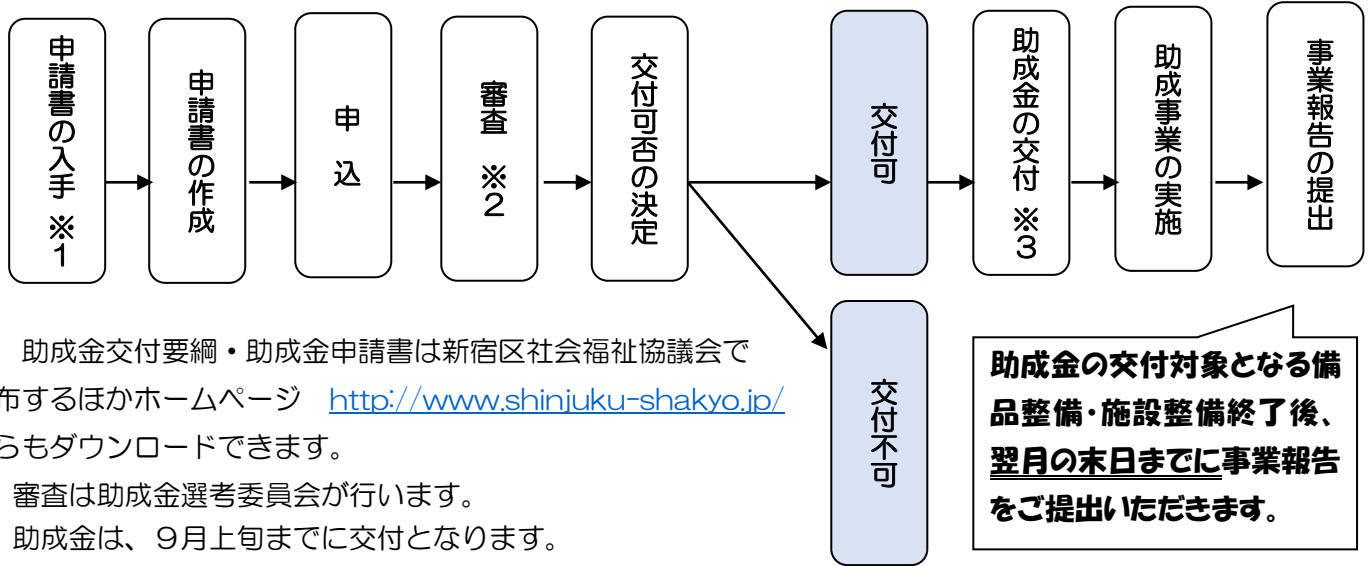 申請書の入手 ※1
申請書の作成
申 込
審査 ※2
交付可否の決定
交付可
助成金の交付 ※3
助成事業の実施
事業報告の提出
交付不可
助成金交付要綱・助成金申請書は新宿区社会福祉協議会で
布するほかホームページ http://www.shinjuku-shakyo.jp/
らもダウンロードできます。
審査は助成金選考委員会が行います。
助成金は、９月上旬までに交付となります。
助成金の交付対象となる備
品整備・施設整備終了後、
翌月の末日までに事業報告
をご提出いただきます。